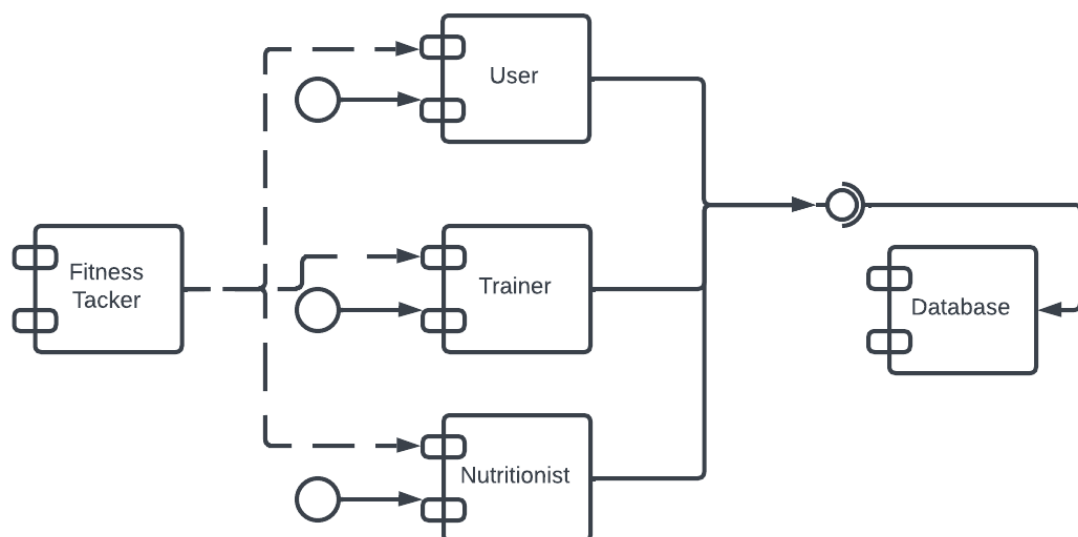 User
Fitness
Tacker
Trainer
Database
Nutritionist